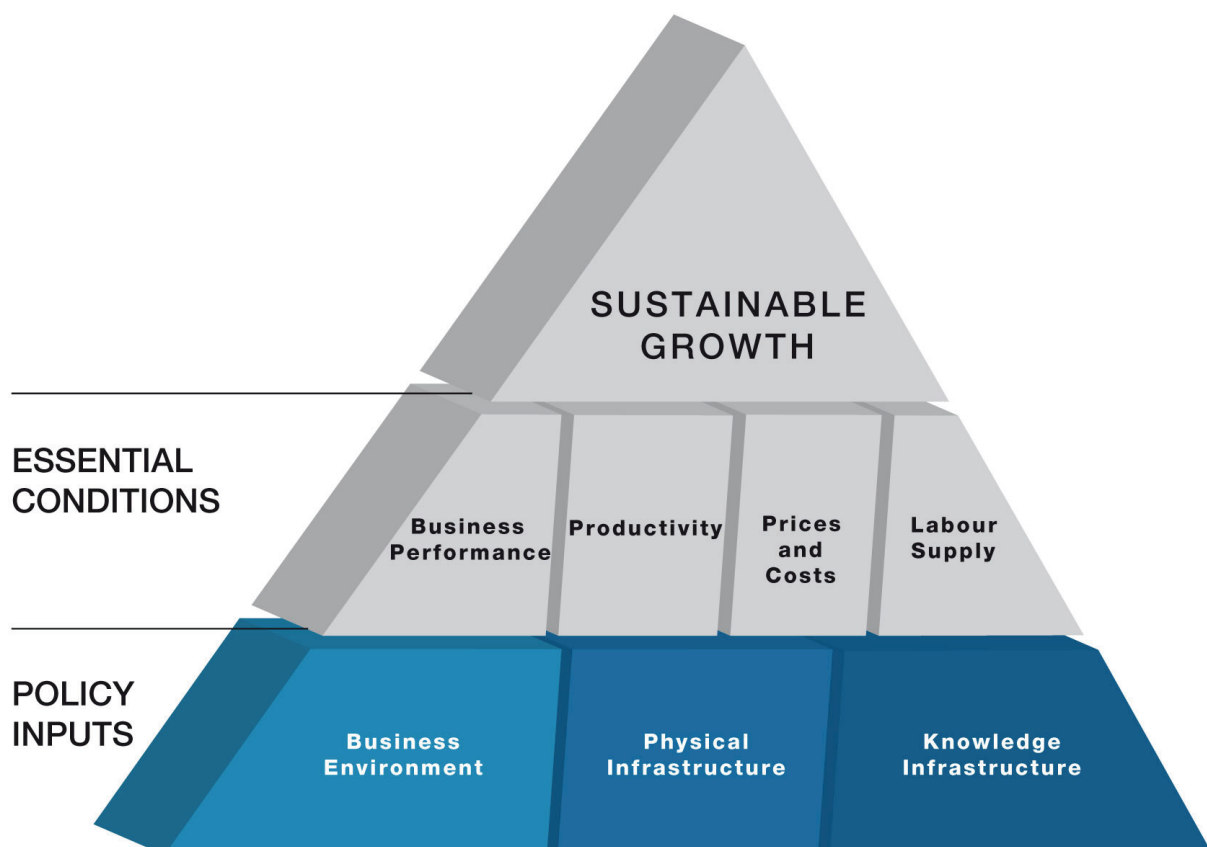 SUSTAINABLE
GROWTH
ESSENTIAL
CONDITIONS
Business
Performance
Productivity
Prices
and
Costs
Labour
Supply
POLICY
INPUTS
Business
Environment
Physical
Infrastructure
Knowledge
Infrastructure